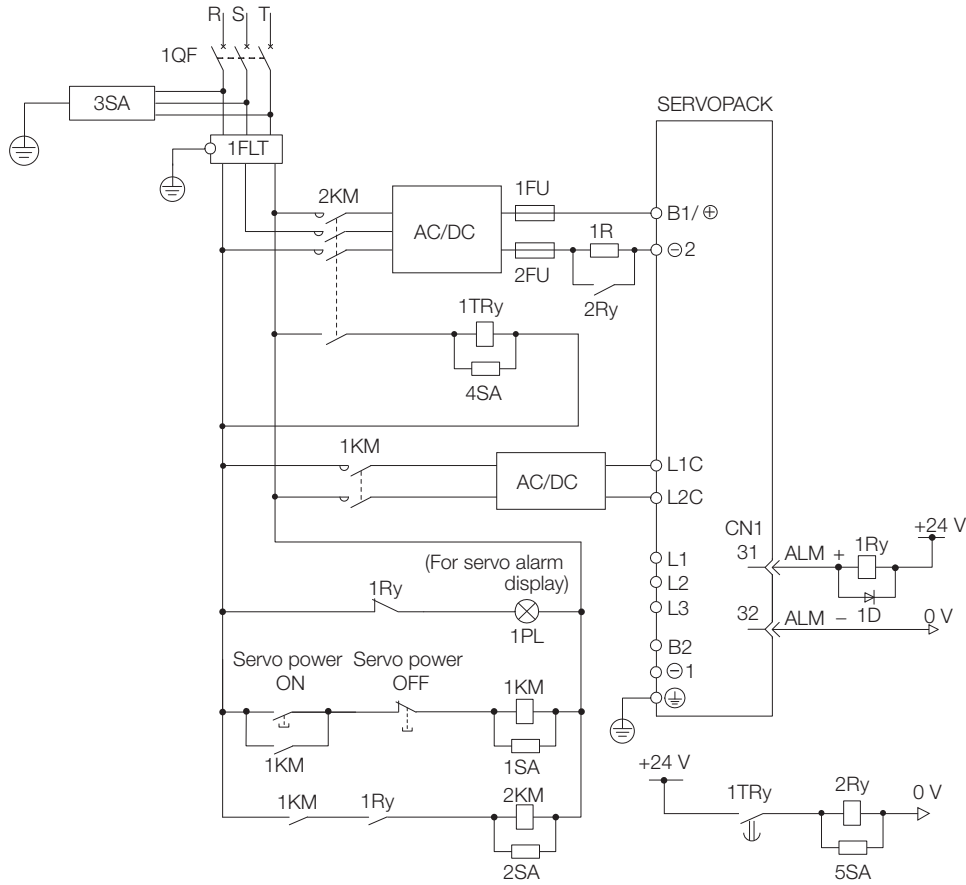 R S T
1QF
3SA
1FLT
SERVOPACK
2KM
AC/DC
1FU
B1/ ⊕
1R
⊖ 2
2FU
2Ry
1TRy
4SA
1KM
AC/DC
L1C
L2C
CN1
+24 V
31 ALM + 1Ry
L1
L2
L3
1D
32 ALM − 0 V
B2
⊖ 1
(For servo alarm
display)
1Ry
1PL
Servo power
ON
Servo power
OFF
1KM
1KM
1SA
1KM 1Ry 2KM
2SA
+24 V
1TRy 2Ry 0 V
5SA